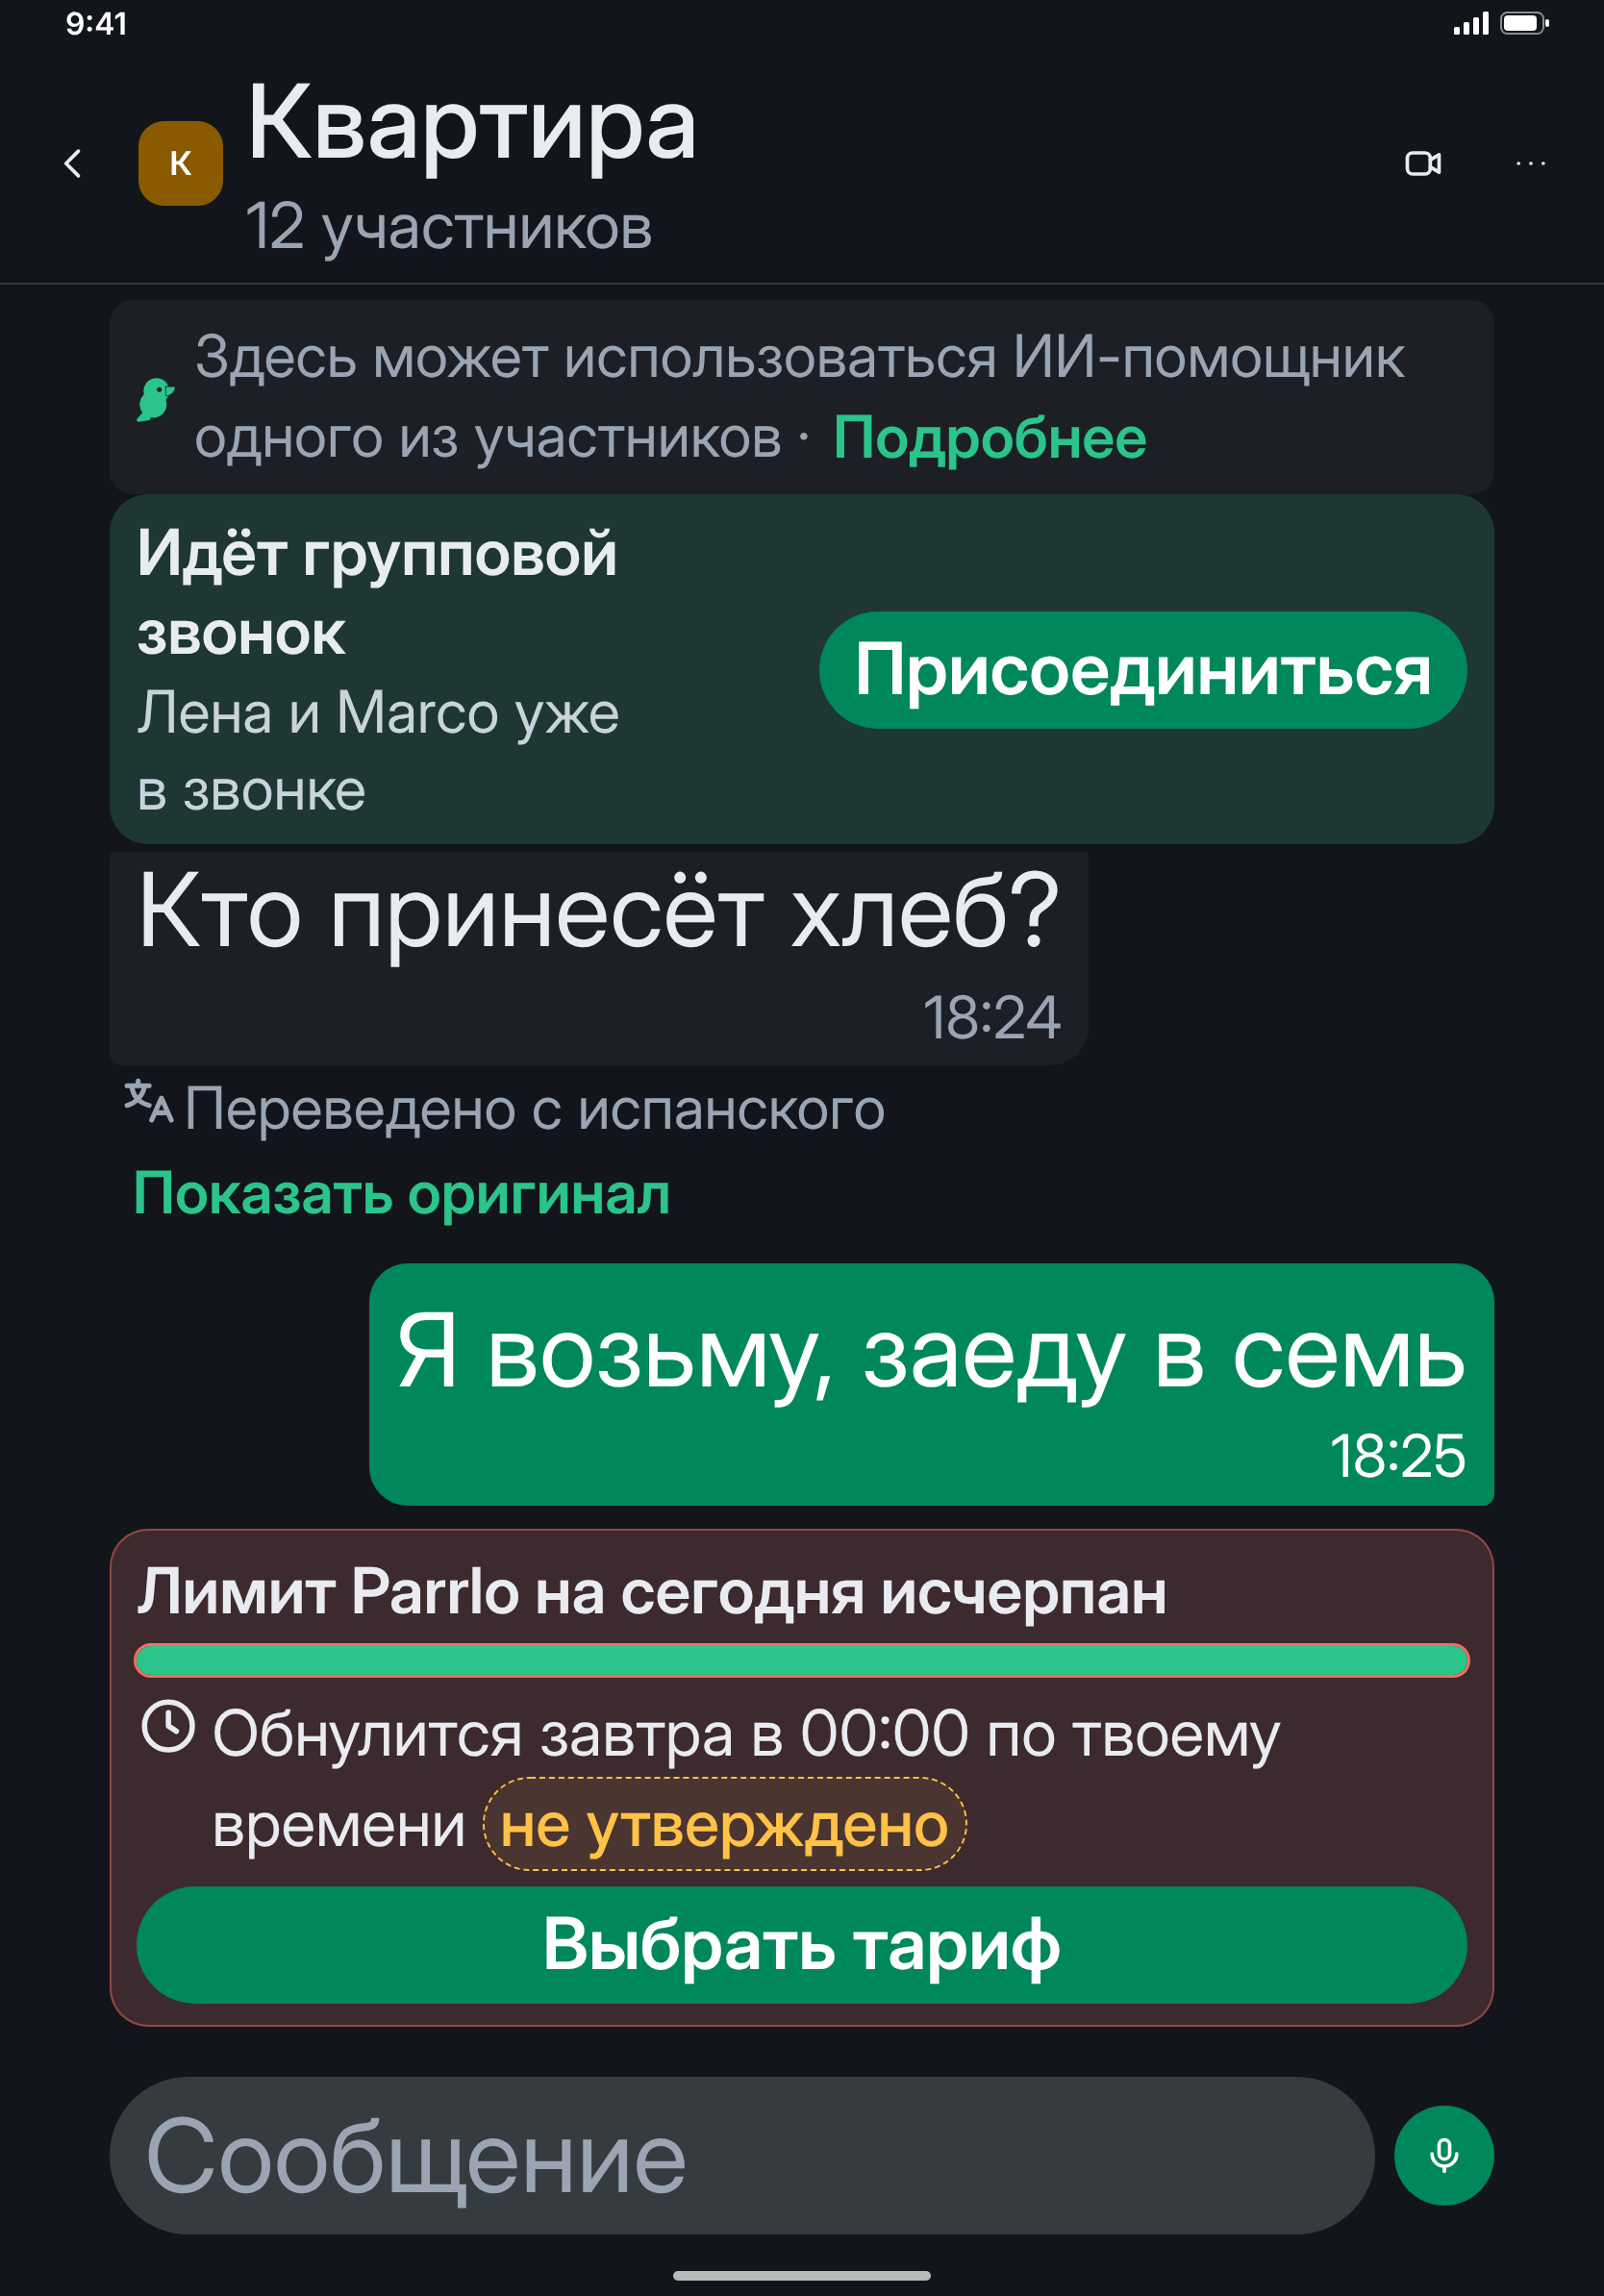 9:41
К
Квартира
12 участников
Здесь может использоваться ИИ-помощник
одного из участников · Подробнее
Идёт групповой
звонок
Лена и Marco уже
в звонке
Присоединиться
Кто принесёт хлеб?
18:24
Переведено с испанского
Показать оригинал
Я возьму, заеду в семь
18:25
Лимит Parrlo на сегодня исчерпан
Обнулится завтра в 00:00 по твоему
времени не утверждено
Выбрать тариф
Сообщение